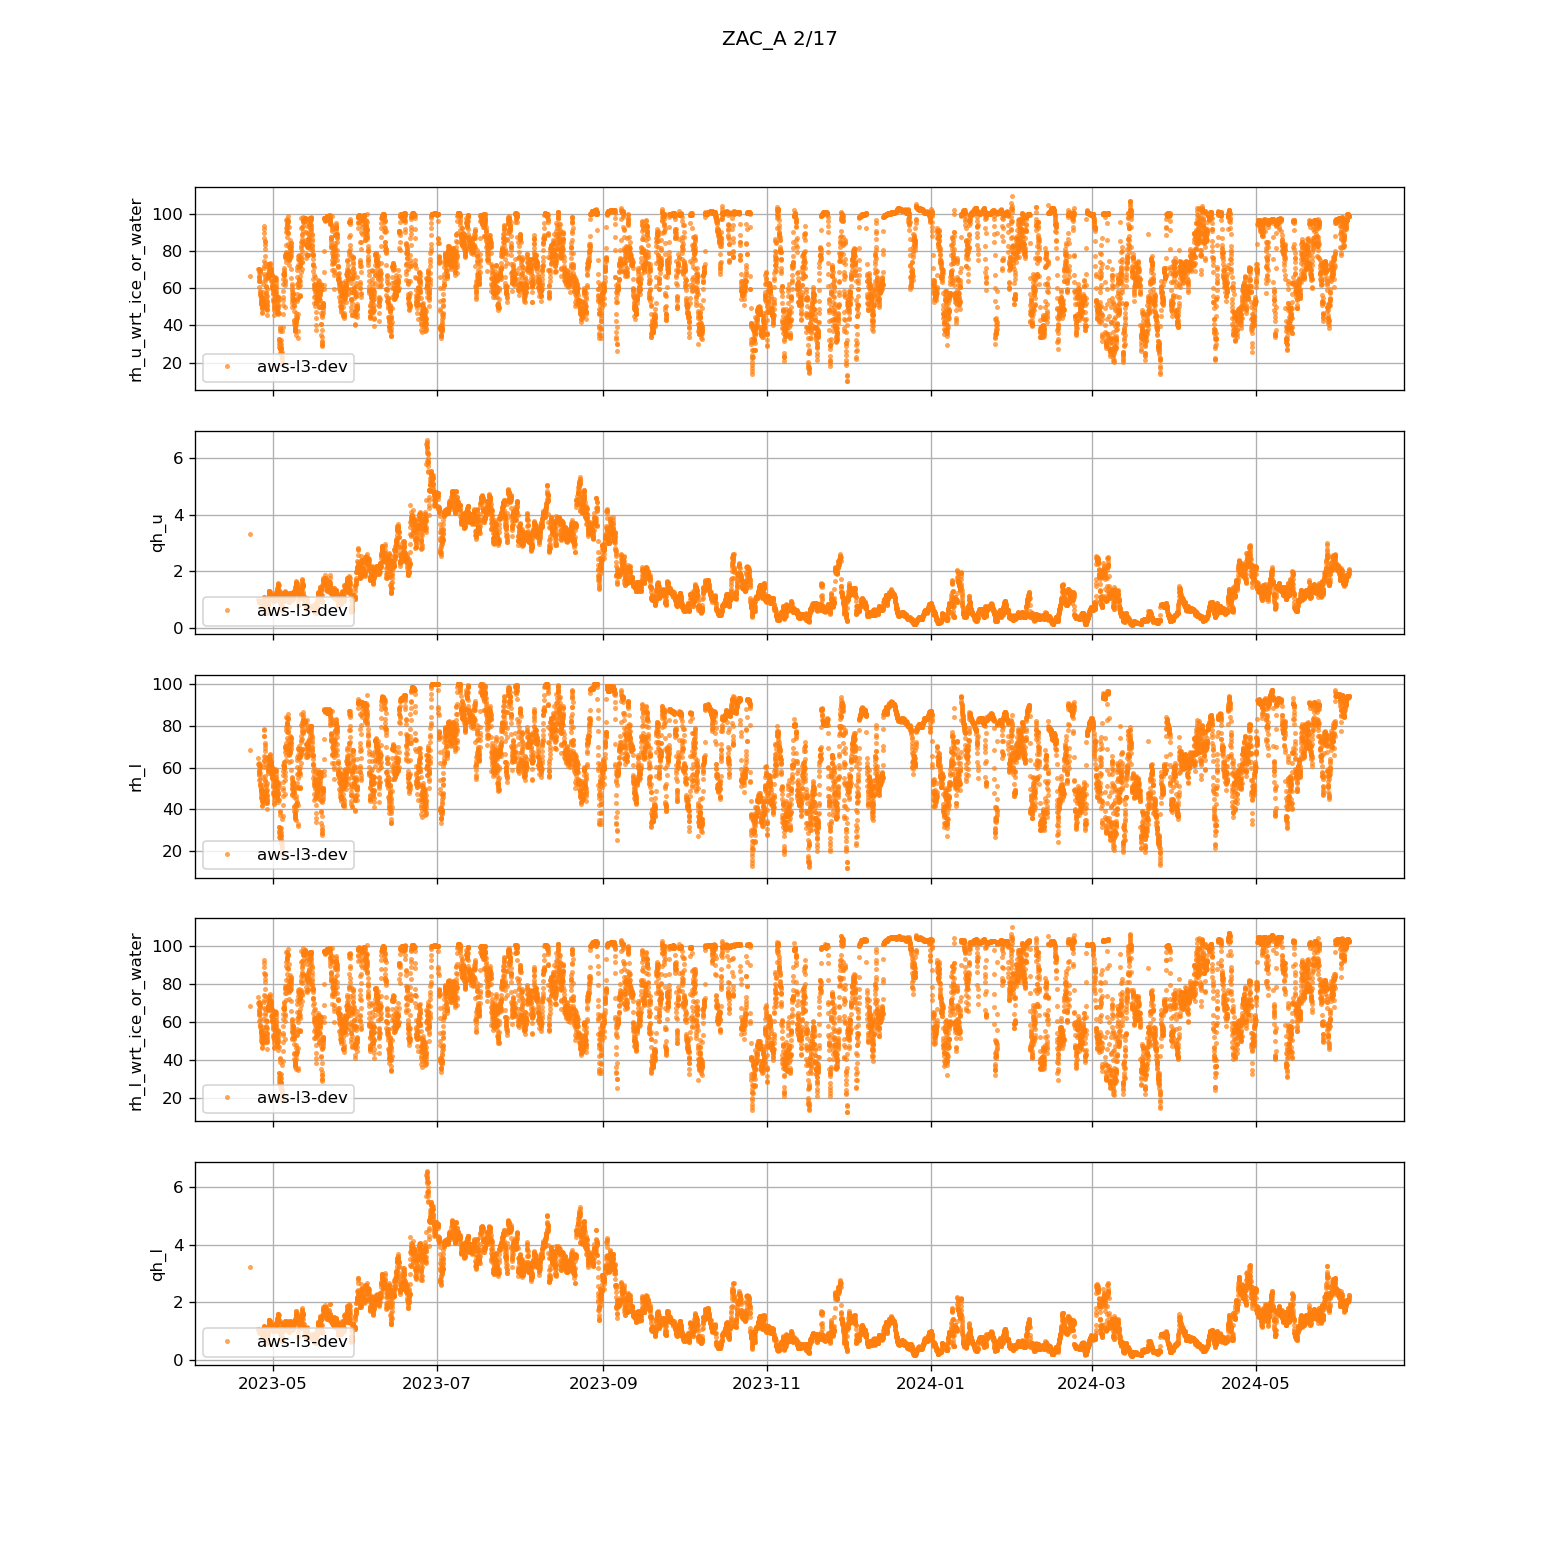 ZAC_A 2/17
rh_u_wrt_ice_or_water
100
80
60
40
20
aws-l3-dev
qh_u
6
4
2
0
aws-l3-dev
rh_l
100
80
60
40
20
aws-l3-dev
rh_l_wrt_ice_or_water
100
80
60
40
20
aws-l3-dev
qh_l
6
4
2
0
aws-l3-dev
2023-05 2023-07 2023-09 2023-11 2024-01 2024-03 2024-05